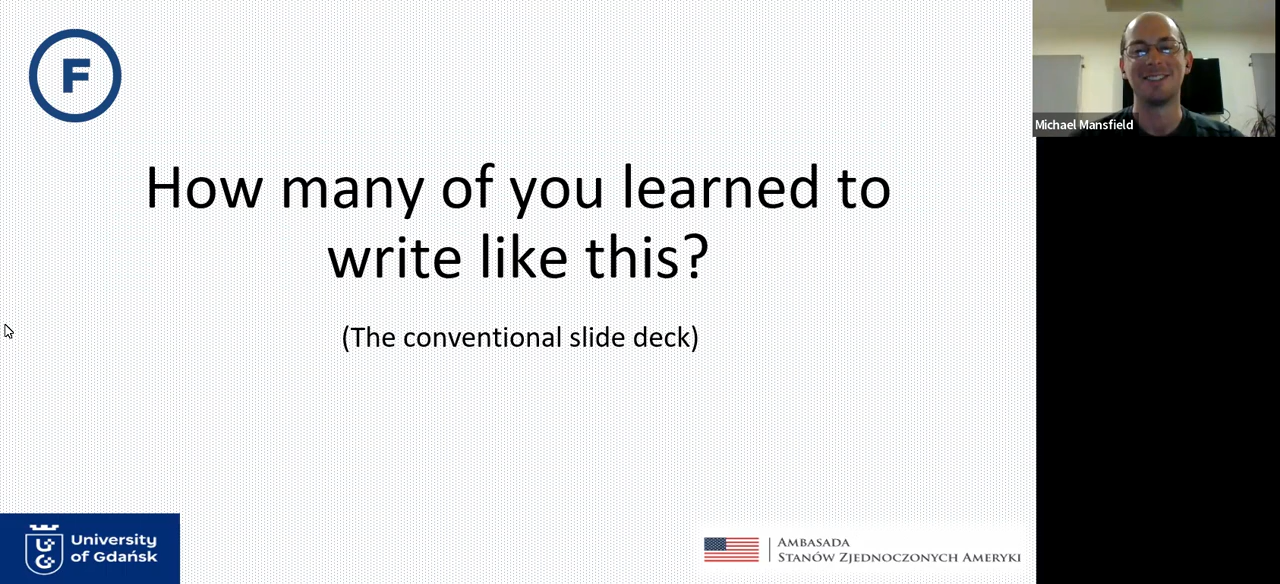 F
How many of you learned to
write like this?
(The conventional slide deck)
Michael Mansfield
UG
University
of Gdańsk
AMBASADA
STANÓW ZJEDNOCZONYCH AMERYKI